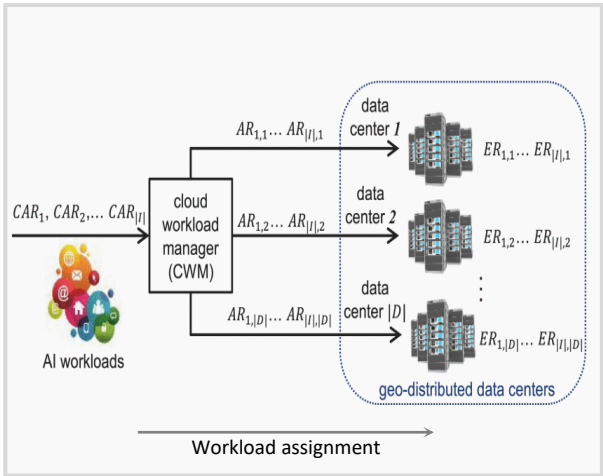 data
center 1
AR₁,₁... AR|I|,₁
ER₁,₁... ER|I|,₁
CAR₁, CAR₂,... CAR|I|
cloud
workload
manager
(CWM)
AR₁,₂... AR|I|,₂
data
center 2
ER₁,₂... ER|I|,₂
⋮
AI workloads
AR₁,|D|... AR|I|,|D|
data
center |D|
ER₁,|D|... ER|I|,|D|
geo-distributed data centers
Workload assignment